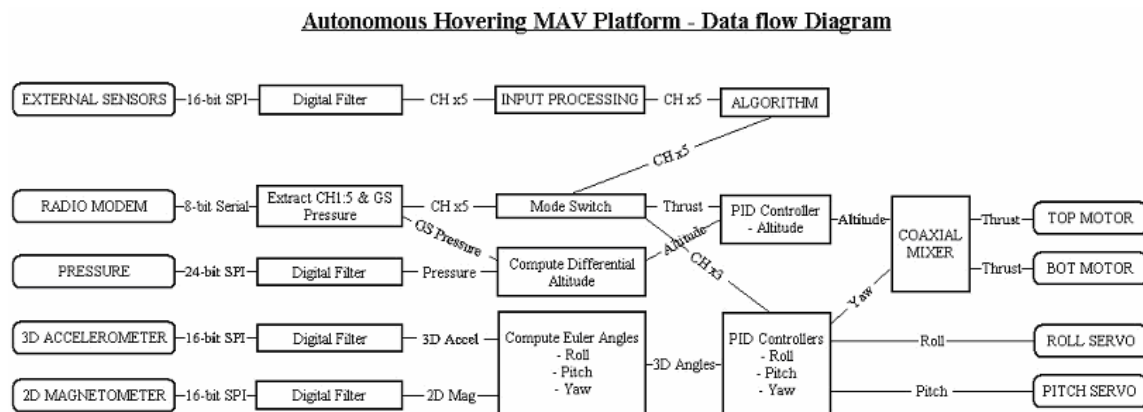 Autonomous Hovering MAV Platform - Data flow Diagram
EXTERNAL SENSORS
16-bit SPI
Digital Filter
CH x5
INPUT PROCESSING
CH x5
ALGORITHM
CH x5
RADIO MODEM
8-bit Serial
Extract CH1:5 & GS
Pressure
CH x5
Mode Switch
Thrust
PID Controller
- Altitude
Altitude
COAXIAL
MIXER
Thrust
TOP MOTOR
GS Pressure
Altitude
CH x3
PRESSURE
24-bit SPI
Digital Filter
Pressure
Compute Differential
Altitude
Thrust
BOT MOTOR
Yaw
3D ACCELEROMETER
16-bit SPI
Digital Filter
3D Accel
Compute Euler Angles
- Roll
- Pitch
- Yaw
3D Angles
PID Controllers
- Roll
- Pitch
- Yaw
Roll
ROLL SERVO
2D MAGNETOMETER
16-bit SPI
Digital Filter
2D Mag
Pitch
PITCH SERVO